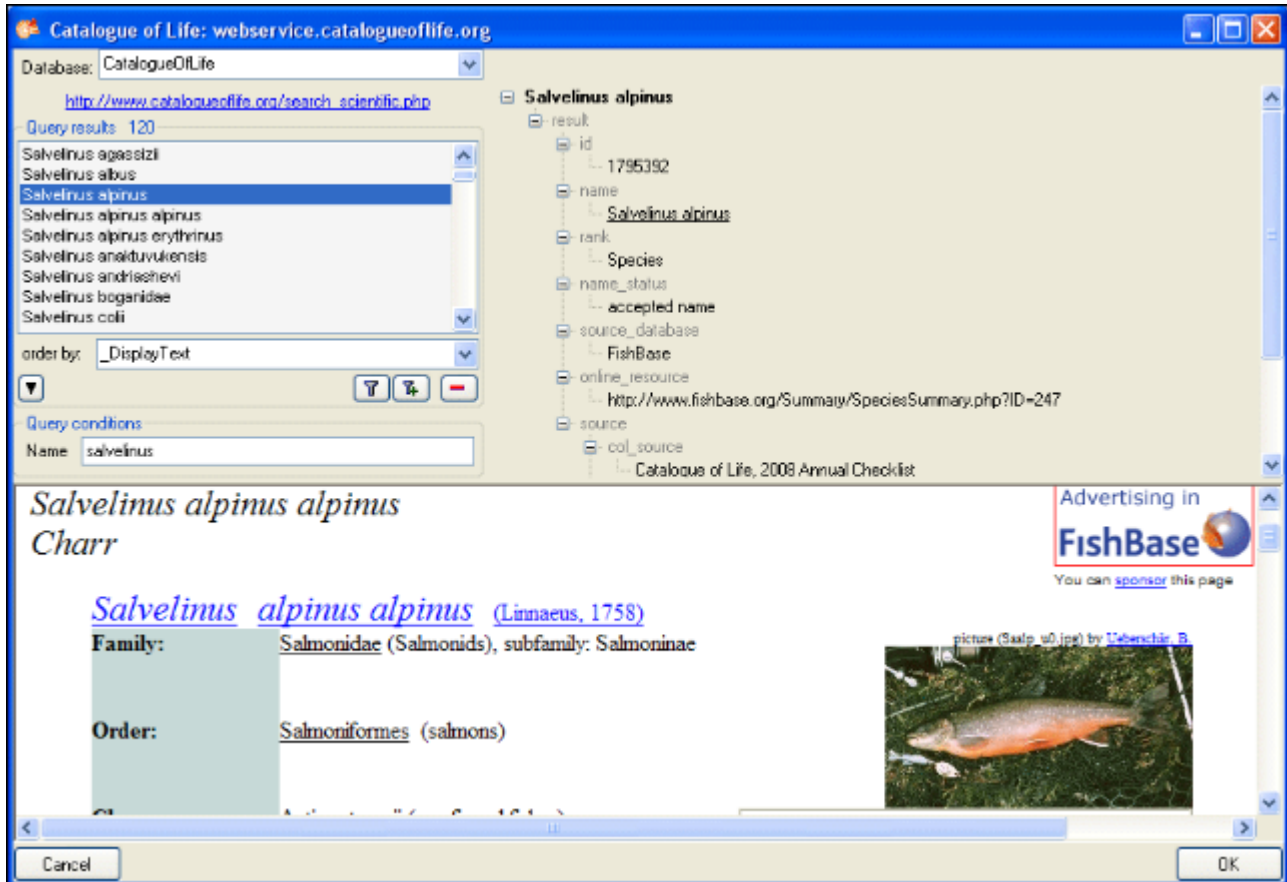 Catalogue of Life: webservice.catalogueoflife.org
Database: CatalogueOfLife
http://www.catalogueoflife.org/search_scientific.php
Query results 120
Salvelinus agassizii
Salvelinus albus
Salvelinus alpinus
Salvelinus alpinus alpinus
Salvelinus alpinus erythrinus
Salvelinus anaktuvukensis
Salvelinus andriashevi
Salvelinus boganidae
Salvelinus colii
order by: _DisplayText
Query conditions
Name salvelinus
Salvelinus alpinus
result
id
1795392
name
Salvelinus alpinus
rank
Species
name_status
accepted name
source_database
FishBase
online_resource
http://www.fishbase.org/Summary/SpeciesSummary.php?ID=247
source
col_source
Catalogue of Life, 2008 Annual Checklist
Salvelinus alpinus alpinus
Charr
Advertising in
FishBase
You can sponsor this page
Salvelinus alpinus alpinus (Linnaeus, 1758)
Family: Salmonidae (Salmonids), subfamily: Salmoninae
picture (Saalp_u0.jpg) by Ueberschär, B.
Order: Salmoniformes (salmons)
Cancel
OK